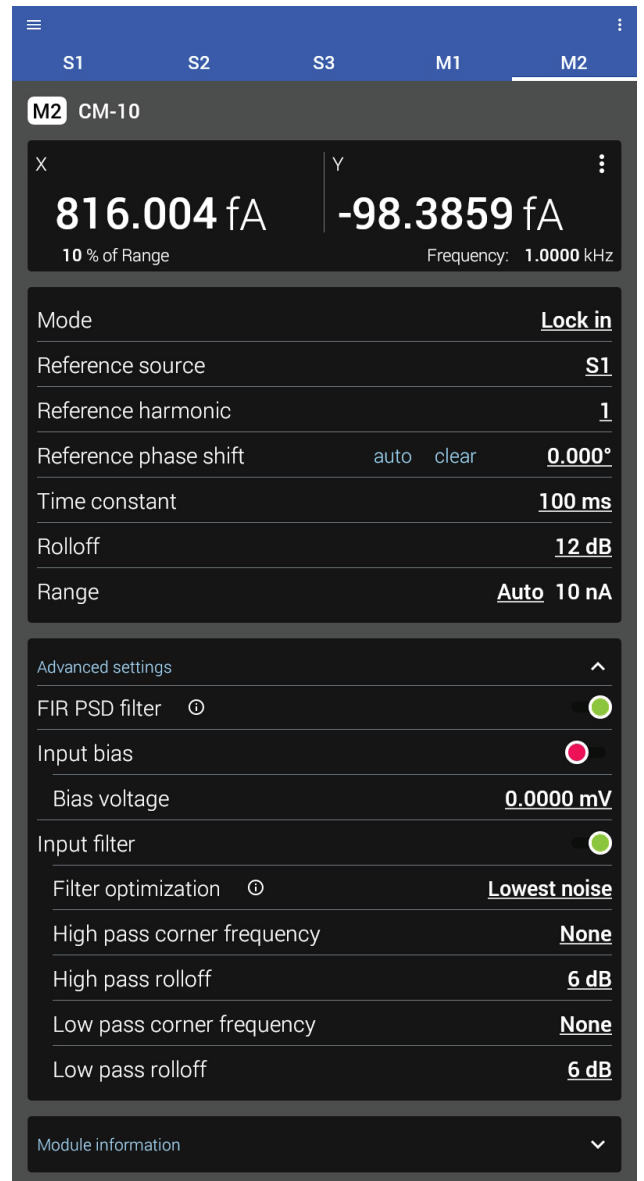 S1 S2 S3 M1 M2
M2 CM-10
X Y
816.004 fA -98.3859 fA
10 % of Range Frequency: 1.0000 kHz
Mode Lock in
Reference source S1
Reference harmonic 1
Reference phase shift auto clear 0.000°
Time constant 100 ms
Rolloff 12 dB
Range Auto 10 nA
Advanced settings
FIR PSD filter
Input bias
Bias voltage 0.0000 mV
Input filter
Filter optimization Lowest noise
High pass corner frequency None
High pass rolloff 6 dB
Low pass corner frequency None
Low pass rolloff 6 dB
Module information